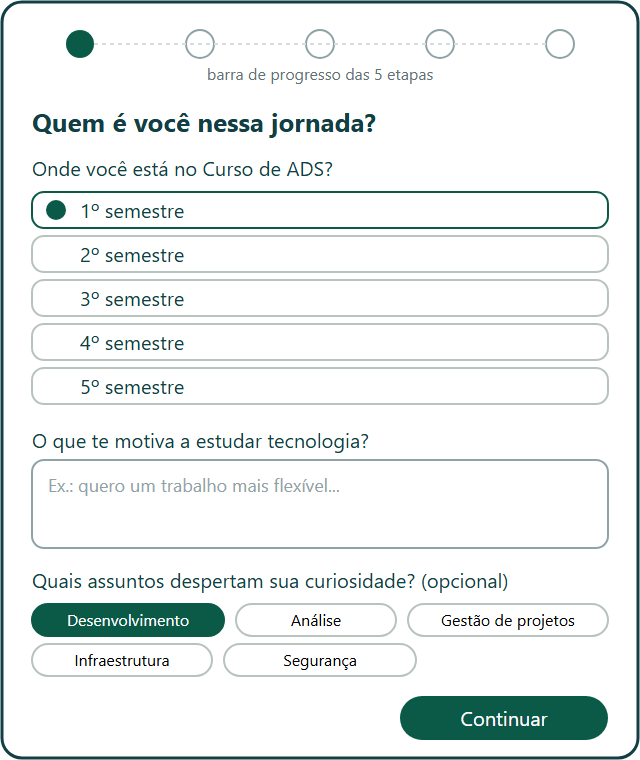 barra de progresso das 5 etapas
Quem é você nessa jornada?
Onde você está no Curso de ADS?
1º semestre
2º semestre
3º semestre
4º semestre
5º semestre
O que te motiva a estudar tecnologia?
Ex.: quero um trabalho mais flexível...
Quais assuntos despertam sua curiosidade? (opcional)
Desenvolvimento Análise Gestão de projetos
Infraestrutura Segurança
Continuar